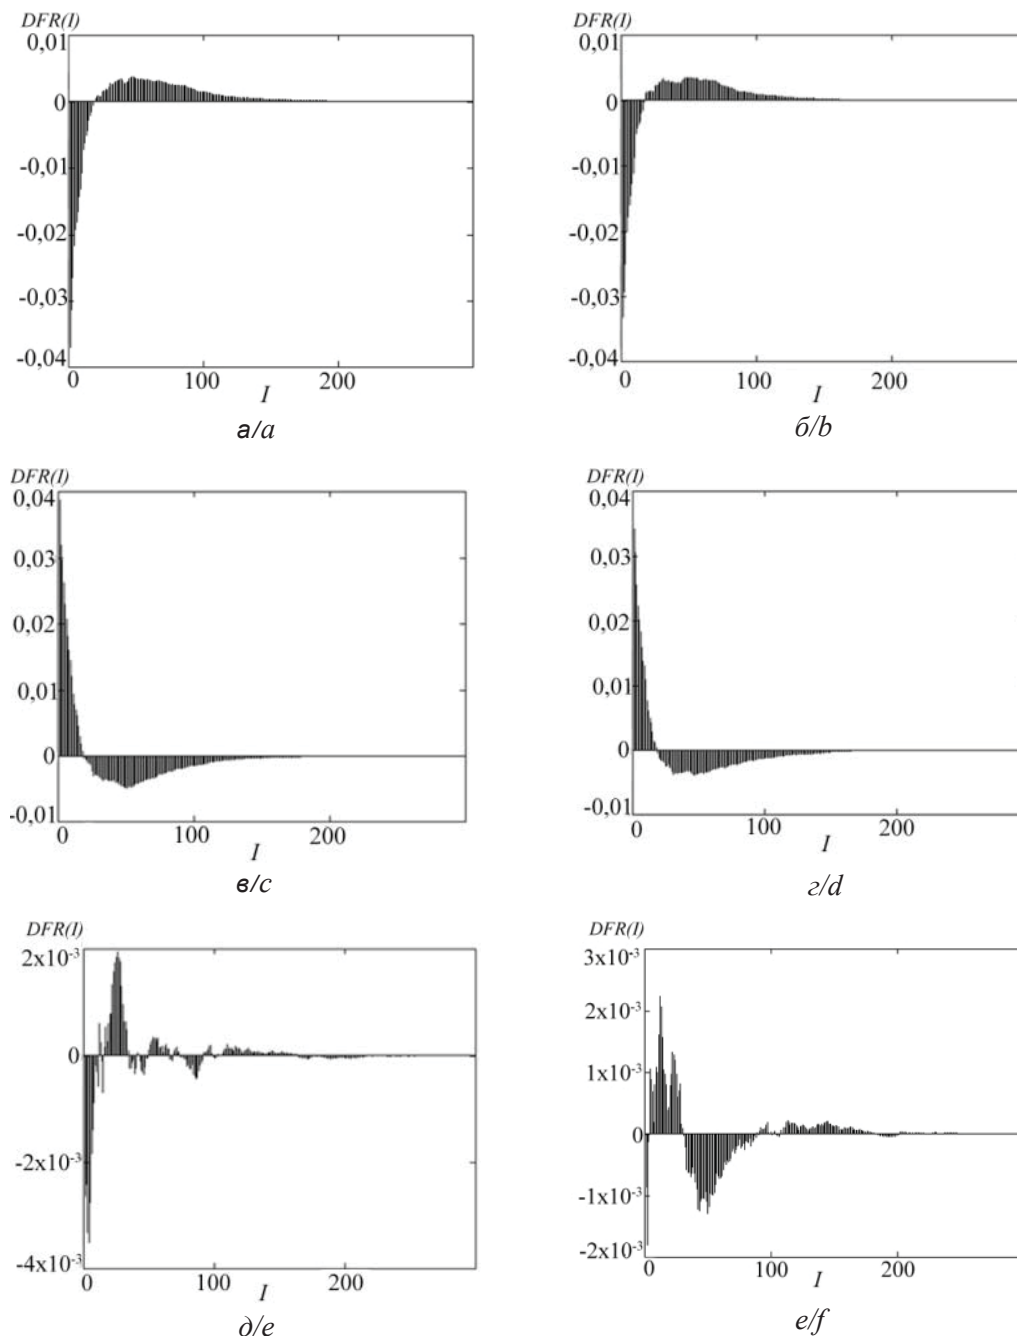 DFR(I) DFR(I)
0,01 0,01
0 0
-0,01 -0,01
-0,02 -0,02
-0,03 -0,03
-0,04 -0,04
0 100 200 0 100 200
I I
а/a б/b
DFR(I) DFR(I)
0,04 0,04
0,03 0,03
0,02 0,02
0,01 0,01
0 0
-0,01 -0,01
0 100 200 0 100 200
I I
в/c г/d
DFR(I) DFR(I)
2x10⁻³ 3x10⁻³
0 2x10⁻³
-2x10⁻³ 1x10⁻³
-4x10⁻³ 0
-1x10⁻³
-2x10⁻³
0 100 200 0 100 200
I I
д/e е/f